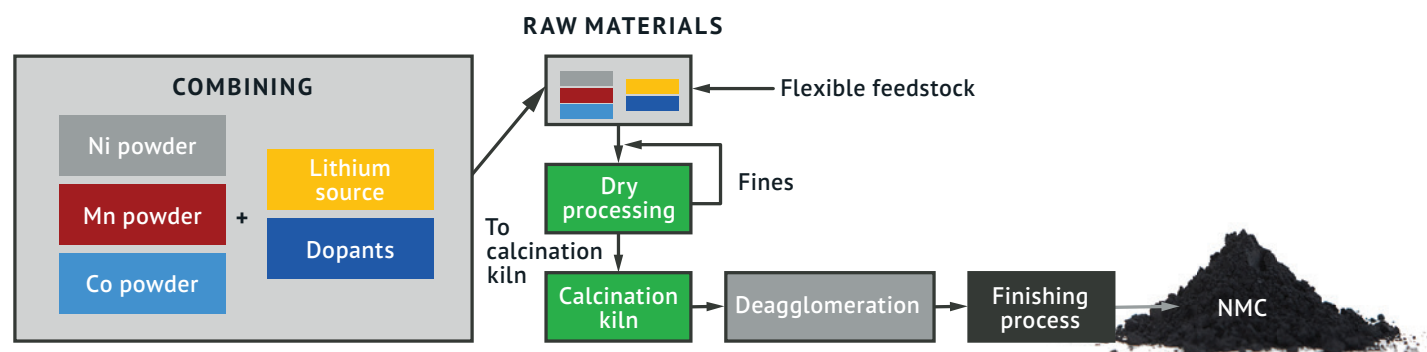 RAW MATERIALS
COMBINING
Ni powder
Mn powder
Co powder
+
Lithium
source
Dopants
Flexible feedstock
Dry
processing
Fines
To
calcination
kiln
Calcination
kiln
Deagglomeration
Finishing
process
NMC